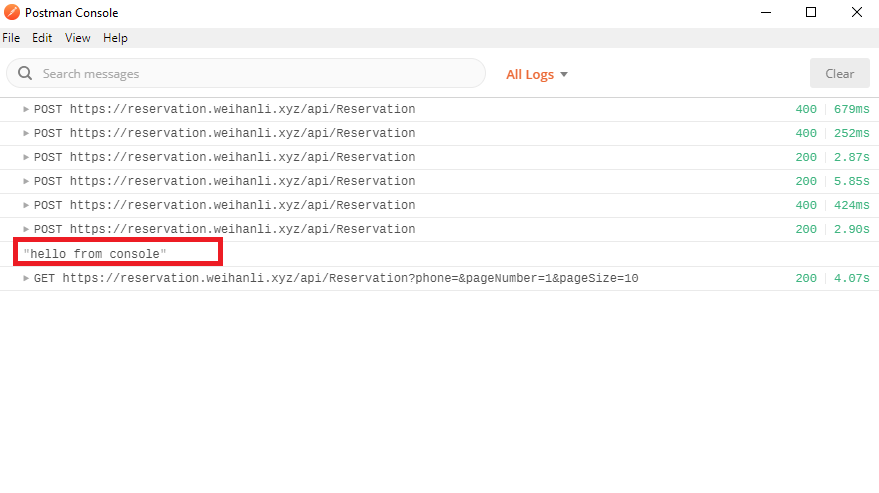 Postman Console
File Edit View Help
Search messages All Logs Clear
POST https://reservation.weihanli.xyz/api/Reservation 400 679ms
POST https://reservation.weihanli.xyz/api/Reservation 400 252ms
POST https://reservation.weihanli.xyz/api/Reservation 200 2.87s
POST https://reservation.weihanli.xyz/api/Reservation 200 5.85s
POST https://reservation.weihanli.xyz/api/Reservation 400 424ms
POST https://reservation.weihanli.xyz/api/Reservation 200 2.90s
"hello from console"
GET https://reservation.weihanli.xyz/api/Reservation?phone=&pageNumber=1&pageSize=10 200 4.07s